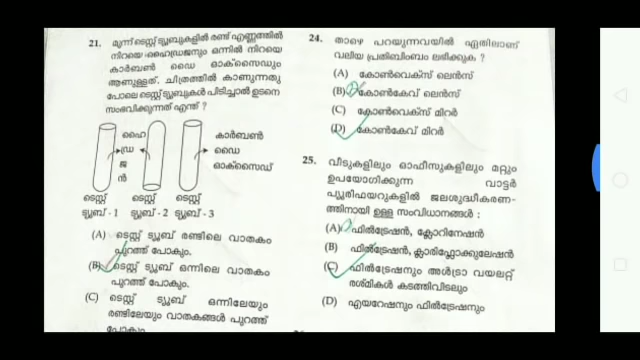 21. മൂന്ന് ടെസ്റ്റ് ട്യൂബുകളിൽ രണ്ട് എണ്ണത്തിൽ
നിറയെ ഹൈഡ്രജനും ഒന്നിൽ നിറയെ
കാർബൺ ഡൈ ഓക്സൈഡും
ആണുള്ളത്. ചിത്രത്തിൽ കാണുന്നതു
പോലെ ടെസ്റ്റ് ട്യൂബുകൾ പിടിച്ചാൽ ഉടനെ
സംഭവിക്കുന്നത് എന്ത് ?
ഹൈ
ഡ്ര
ജ
ൻ
കാർബൺ
ഡൈ
ഓക്സൈഡ്
ടെസ്റ്റ് ടെസ്റ്റ് ടെസ്റ്റ്
ട്യൂബ് - 1 ട്യൂബ് - 2 ട്യൂബ് - 3
(A) ടെസ്റ്റ് ട്യൂബ് രണ്ടിലെ വാതകം
പുറത്ത് പോകും.
(B) ടെസ്റ്റ് ട്യൂബ് ഒന്നിലെ വാതകം
പുറത്ത് പോകും.
(C) ടെസ്റ്റ് ട്യൂബ് ഒന്നിലേയും
രണ്ടിലേയും വാതകങ്ങൾ പുറത്ത്
പോകും.
24. താഴെ പറയുന്നവയിൽ ഏതിലാണ്
വലിയ പ്രതിബിംബം ലഭിക്കുക ?
(A) കോൺവെക്സ് ലെൻസ്
(B) കോൺകേവ് ലെൻസ്
(C) കോൺവെക്സ് മിറർ
(D) കോൺകേവ് മിറർ
25. വീടുകളിലും ഓഫീസുകളിലും മറ്റും
ഉപയോഗിക്കുന്ന വാട്ടർ
പ്യൂരിഫയറുകളിൽ ജലശുദ്ധീകരണ-
ത്തിനായി ഉള്ള സംവിധാനങ്ങൾ :
(A) ഫിൽട്രേഷൻ, ക്ലോറിനേഷൻ
(B) ഫിൽട്രേഷൻ, ക്ലാരിഫ്ലോക്കുലേഷൻ
(C) ഫിൽട്രേഷനും അൾട്രാ വയലറ്റ്
രശ്മികൾ കടത്തിവിടലും
(D) എയറേഷനും ഫിൽട്രേഷനും